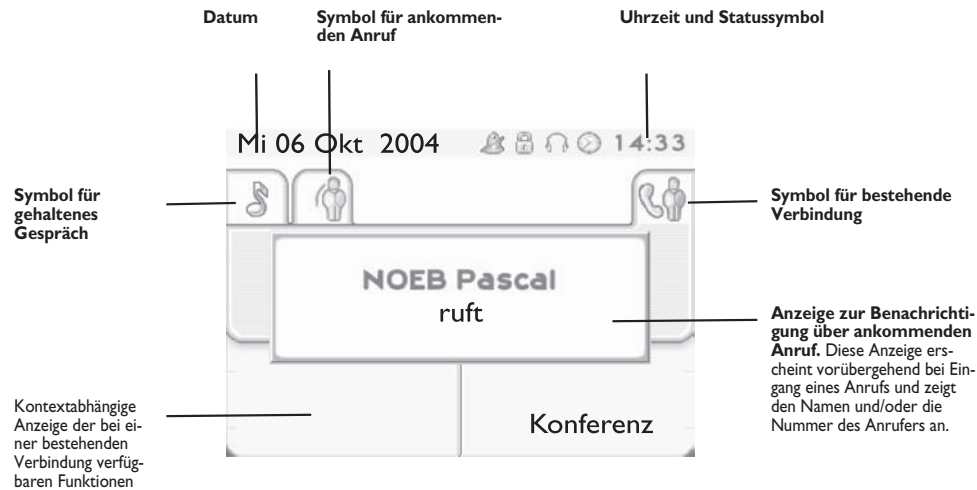 Datum
Symbol für ankommen-
den Anruf
Uhrzeit und Statussymbol
Mi 06 Okt 2004
14:33
Symbol für
gehaltenes
Gespräch
Symbol für bestehende
Verbindung
NOEB Pascal
ruft
Anzeige zur Benachrichti-
gung über ankommenden
Anruf. Diese Anzeige ers-
cheint vorübergehend bei Ein-
gang eines Anrufs und zeigt
den Namen und/oder die
Nummer des Anrufers an.
Kontextabhängige
Anzeige der bei ei-
ner bestehenden
Verbindung verfüg-
baren Funktionen
Konferenz